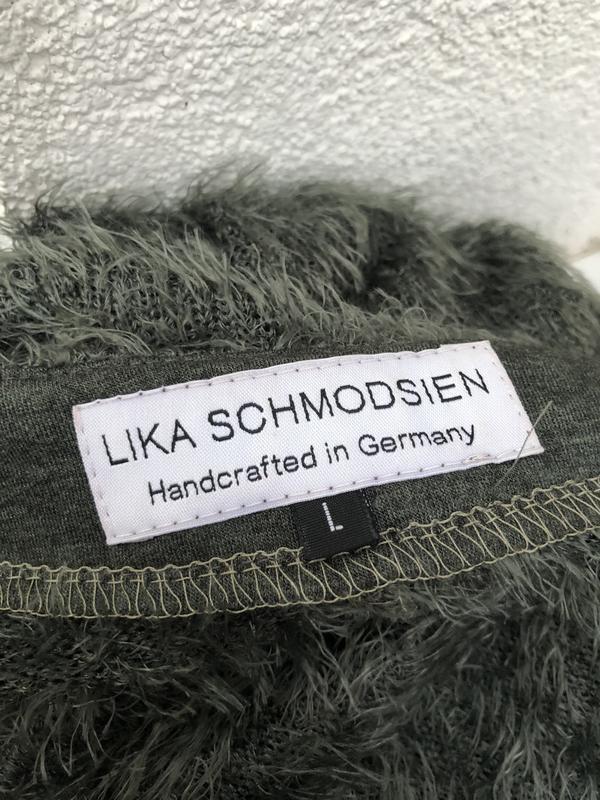 LIKA SCHMODSIEN
Handcrafted in Germany
L